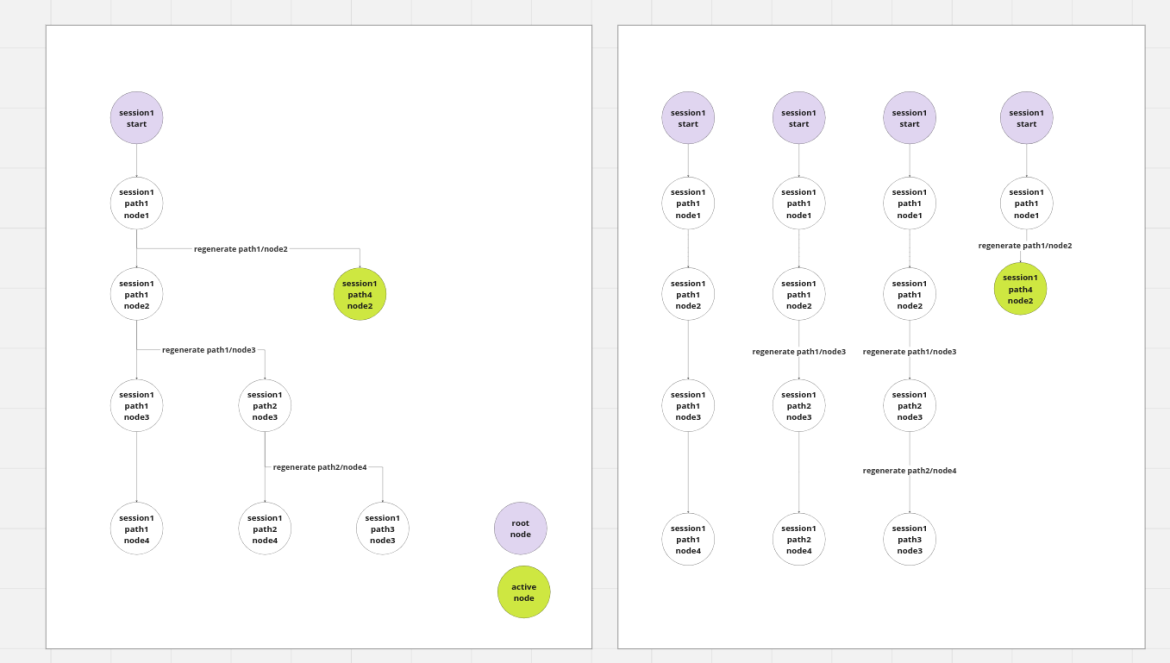 session1
start
session1
path1
node1
regenerate path1/node2
session1
path1
node2
session1
path4
node2
regenerate path1/node3
session1
path1
node3
session1
path2
node3
regenerate path2/node4
session1
path1
node4
session1
path2
node4
session1
path3
node3
root
node
active
node
session1
start
session1
start
session1
start
session1
start
session1
path1
node1
session1
path1
node1
session1
path1
node1
session1
path1
node1
regenerate path1/node2
session1
path1
node2
session1
path1
node2
session1
path1
node2
session1
path4
node2
regenerate path1/node3
regenerate path1/node3
session1
path1
node3
session1
path2
node3
session1
path2
node3
regenerate path2/node4
session1
path1
node4
session1
path2
node4
session1
path3
node3